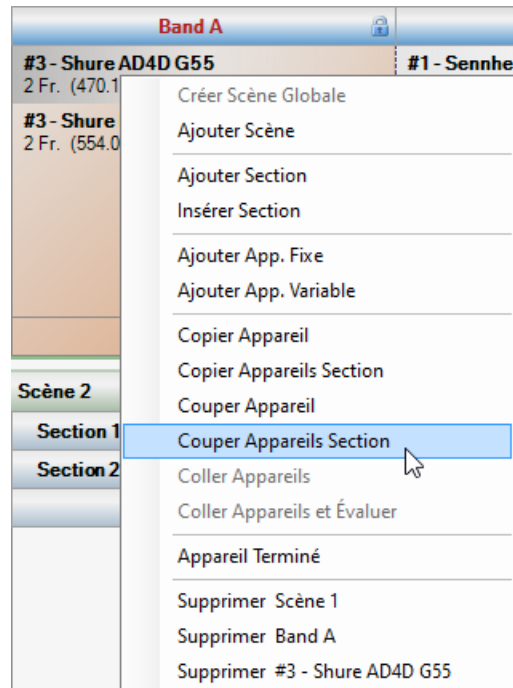 Band A
#3 - Shure AD4D G55
#1 - Sennhe
2 Fr. (470.1
#3 - Shure
2 Fr. (554.0
Créer Scène Globale
Ajouter Scène
Ajouter Section
Insérer Section
Ajouter App. Fixe
Ajouter App. Variable
Copier Appareil
Copier Appareils Section
Couper Appareil
Couper Appareils Section
Coller Appareils
Coller Appareils et Évaluer
Appareil Terminé
Supprimer Scène 1
Supprimer Band A
Supprimer #3 - Shure AD4D G55
Scène 2
Section 1
Section 2